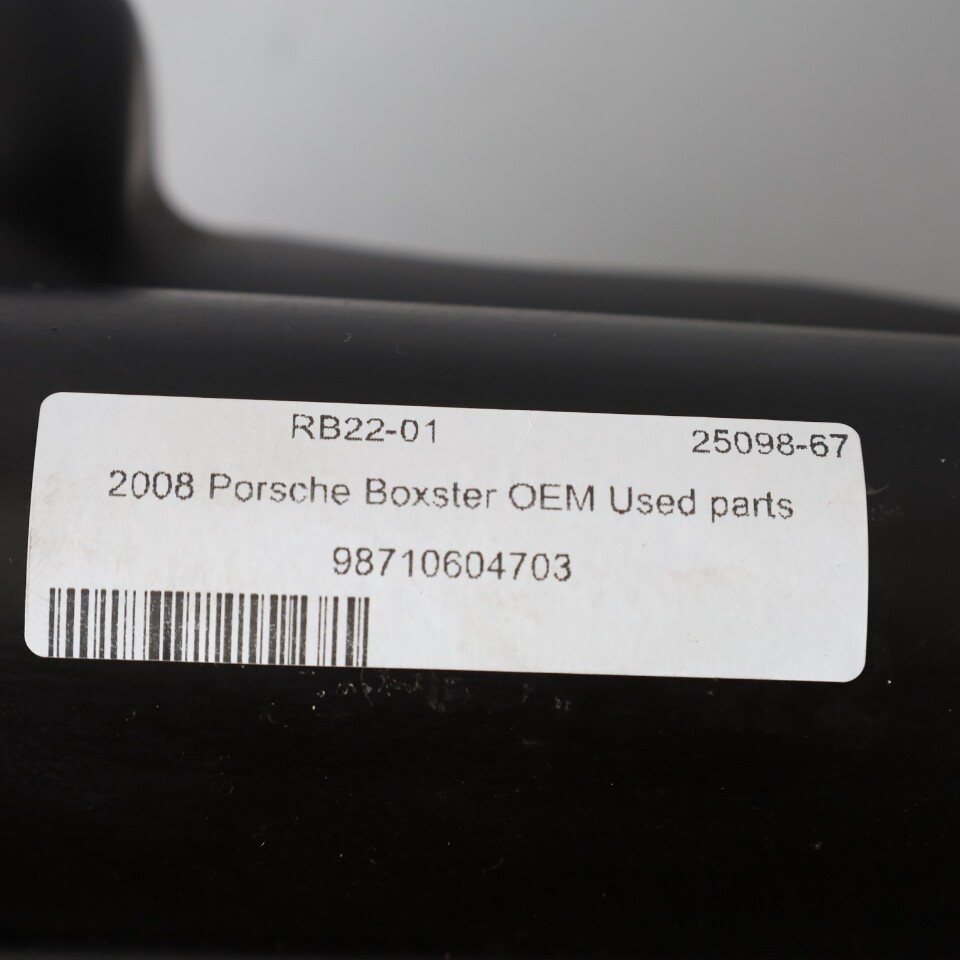 RB22-01 25098-67
2008 Porsche Boxster OEM Used parts
98710604703